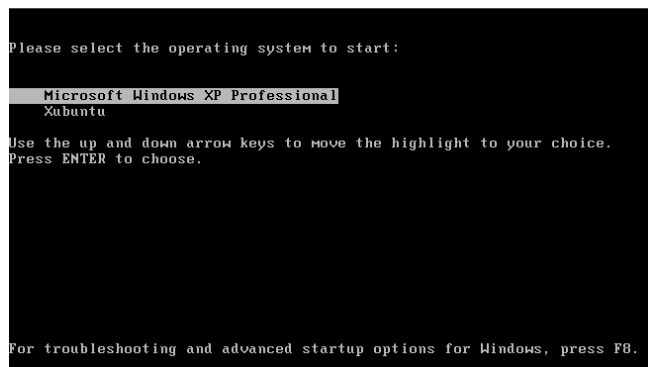 Please select the operating system to start:
Microsoft Windows XP Professional
Xubuntu
Use the up and down arrow keys to move the highlight to your choice.
Press ENTER to choose.
For troubleshooting and advanced startup options for Windows, press F8.